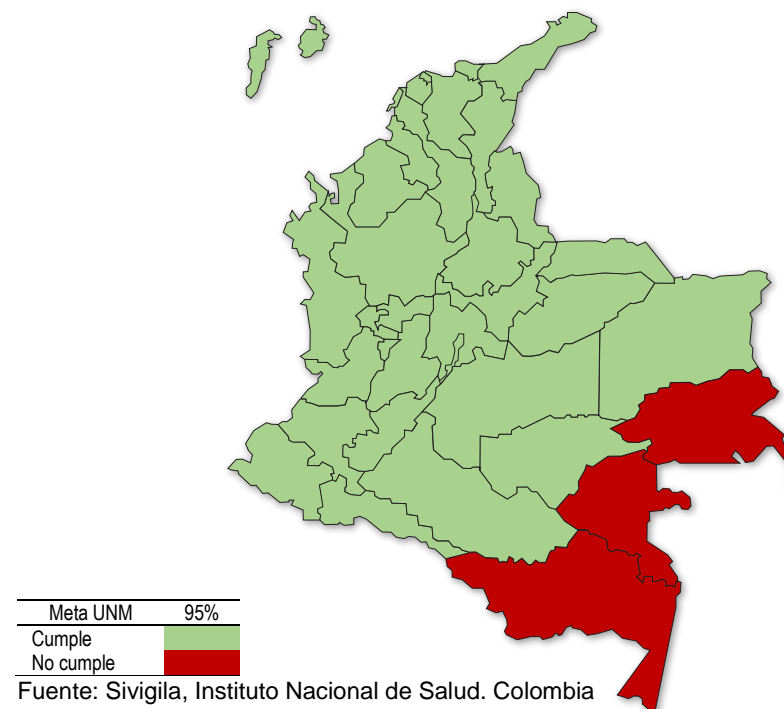 Meta UNM 95%
Cumple
No cumple
Fuente: Sivigila, Instituto Nacional de Salud. Colombia